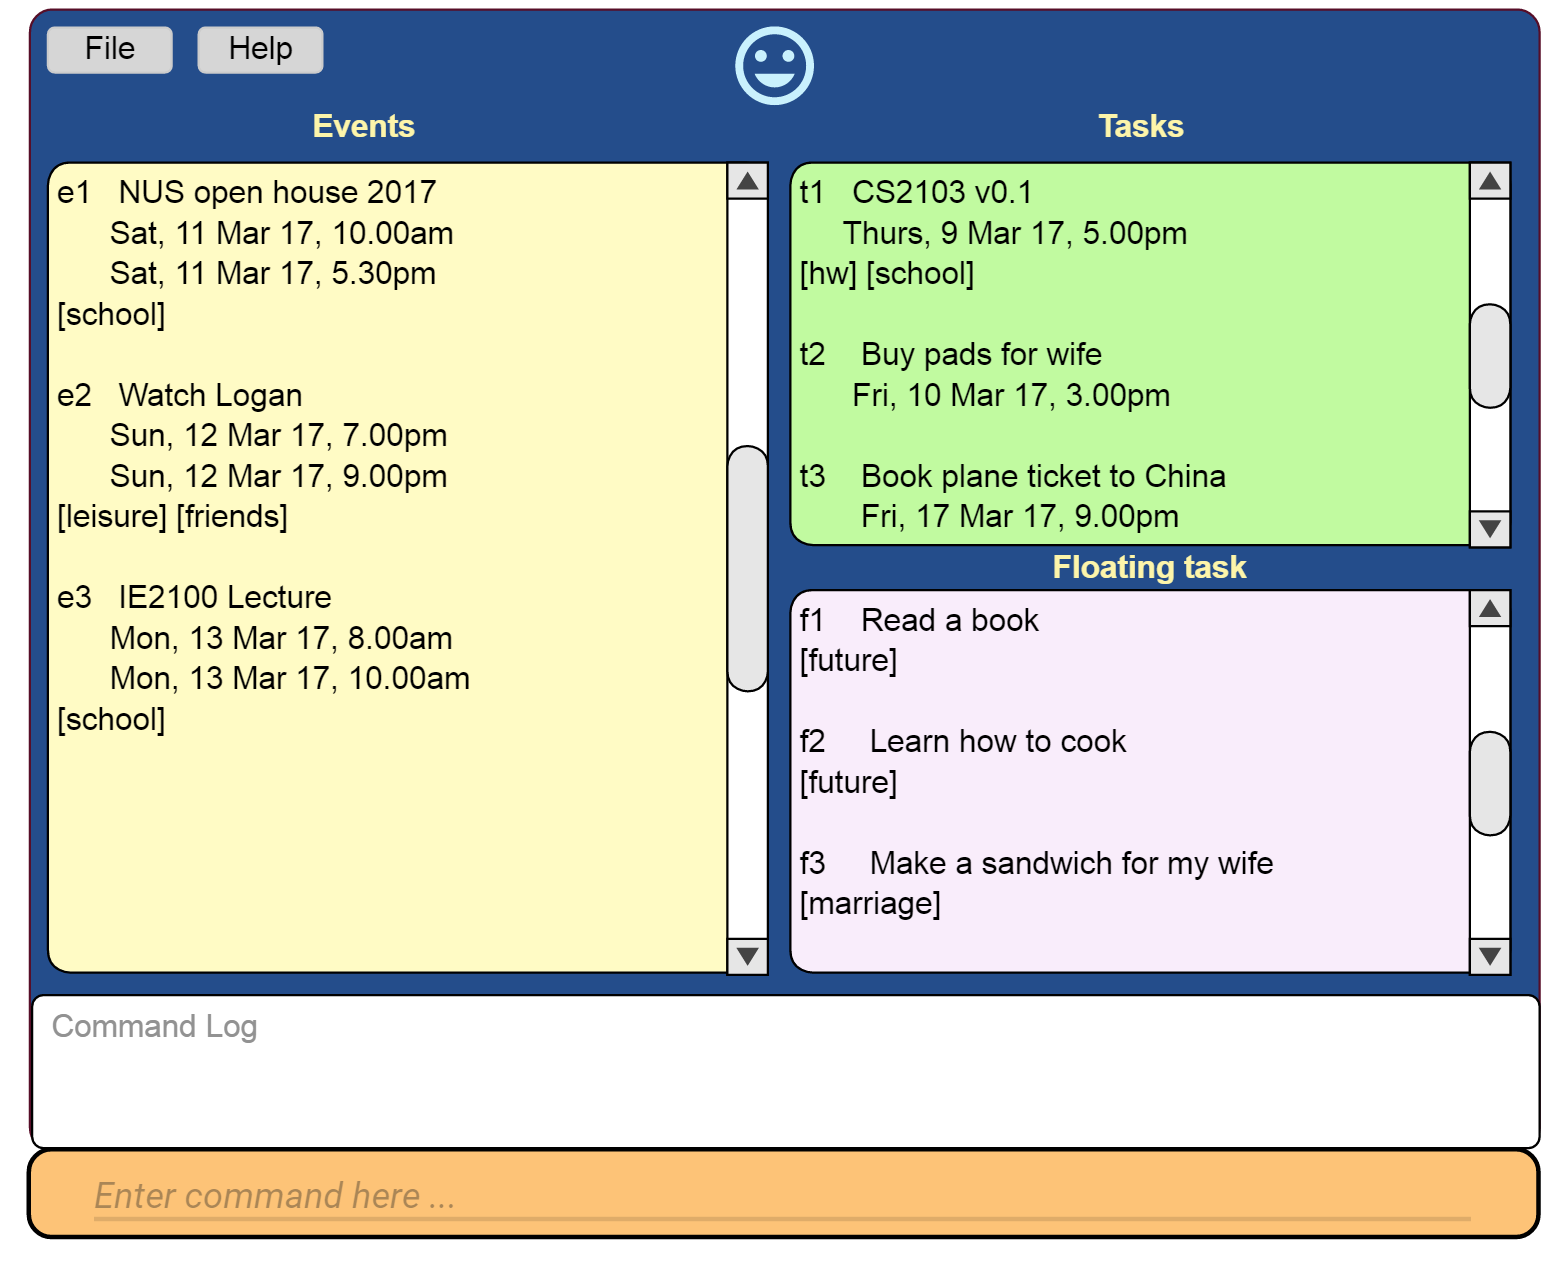 File Help
Events
e1 NUS open house 2017
Sat, 11 Mar 17, 10.00am
Sat, 11 Mar 17, 5.30pm
[school]
e2 Watch Logan
Sun, 12 Mar 17, 7.00pm
Sun, 12 Mar 17, 9.00pm
[leisure] [friends]
e3 IE2100 Lecture
Mon, 13 Mar 17, 8.00am
Mon, 13 Mar 17, 10.00am
[school]
Tasks
t1 CS2103 v0.1
Thurs, 9 Mar 17, 5.00pm
[hw] [school]
t2 Buy pads for wife
Fri, 10 Mar 17, 3.00pm
t3 Book plane ticket to China
Fri, 17 Mar 17, 9.00pm
Floating task
f1 Read a book
[future]
f2 Learn how to cook
[future]
f3 Make a sandwich for my wife
[marriage]
Command Log
Enter command here ...